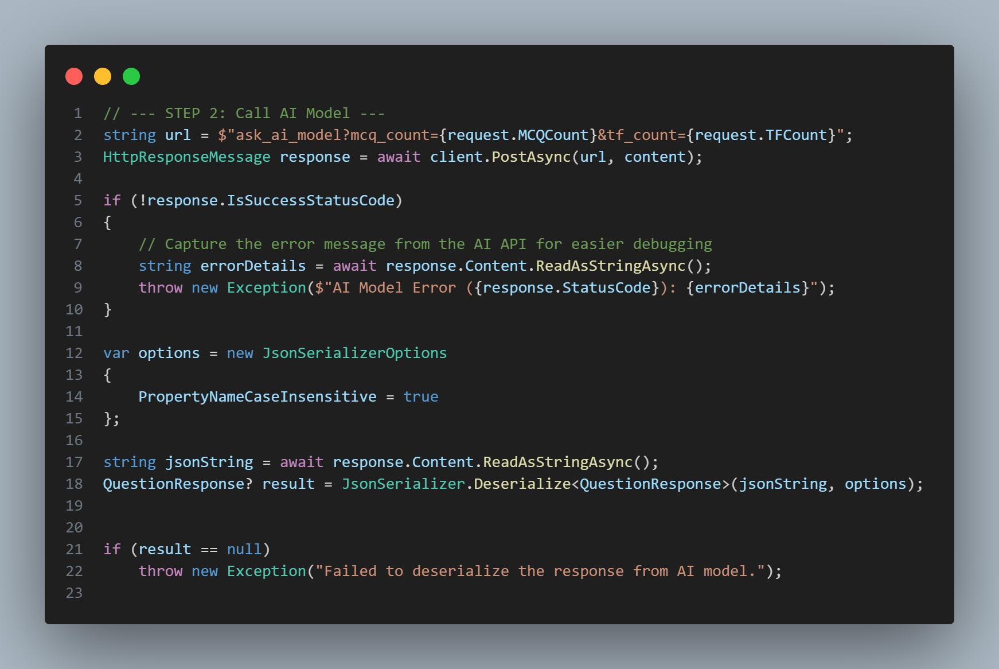 1 // --- STEP 2: Call AI Model ---
2 string url = $"ask_ai_model?mcq_count={request.MCQCount}&tf_count={request.TFCount}";
3 HttpResponseMessage response = await client.PostAsync(url, content);
4
5 if (!response.IsSuccessStatusCode)
6 {
7     // Capture the error message from the AI API for easier debugging
8     string errorDetails = await response.Content.ReadAsStringAsync();
9     throw new Exception($"AI Model Error ({response.StatusCode}): {errorDetails}");
10 }
11
12 var options = new JsonSerializerOptions
13 {
14     PropertyNameCaseInsensitive = true
15 };
16
17 string jsonString = await response.Content.ReadAsStringAsync();
18 QuestionResponse? result = JsonSerializer.Deserialize<QuestionResponse>(jsonString, options);
19
20
21 if (result == null)
22     throw new Exception("Failed to deserialize the response from AI model.");
23